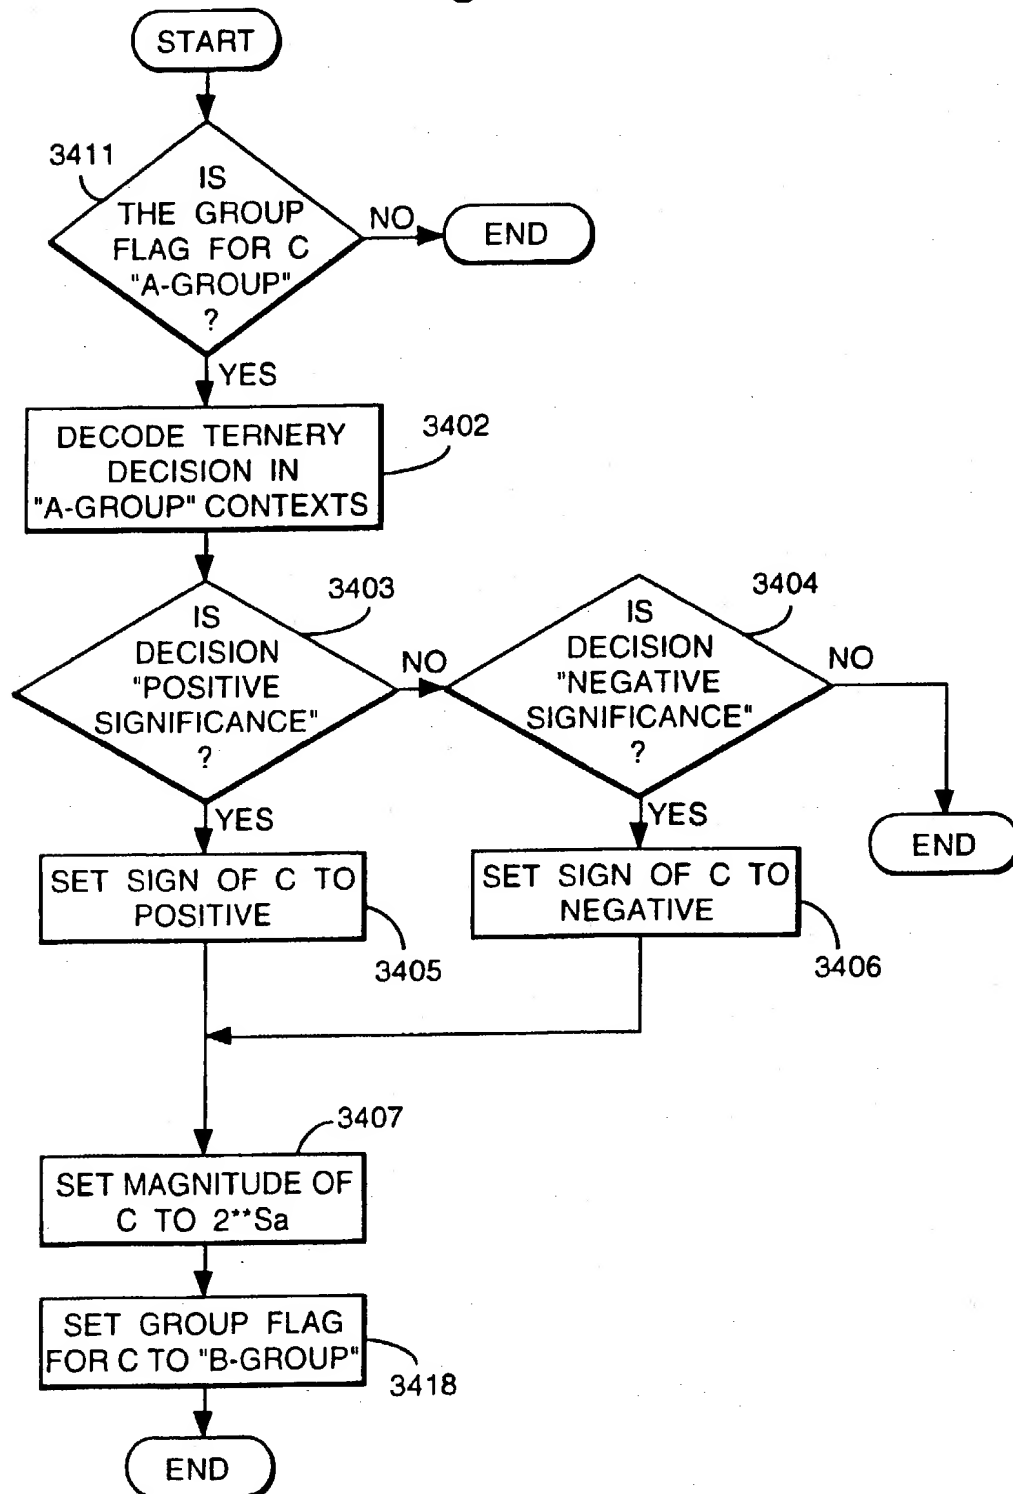 START
3411
IS
THE GROUP
FLAG FOR C
"A-GROUP"
?
NO
END
YES
DECODE TERNERY
DECISION IN
"A-GROUP" CONTEXTS
3402
3403
IS
DECISION
"POSITIVE
SIGNIFICANCE"
?
NO
3404
IS
DECISION
"NEGATIVE
SIGNIFICANCE"
?
NO
END
YES
SET SIGN OF C TO
POSITIVE
3405
YES
SET SIGN OF C TO
NEGATIVE
3406
3407
SET MAGNITUDE OF
C TO 2**Sa
SET GROUP FLAG
FOR C TO "B-GROUP"
3418
END